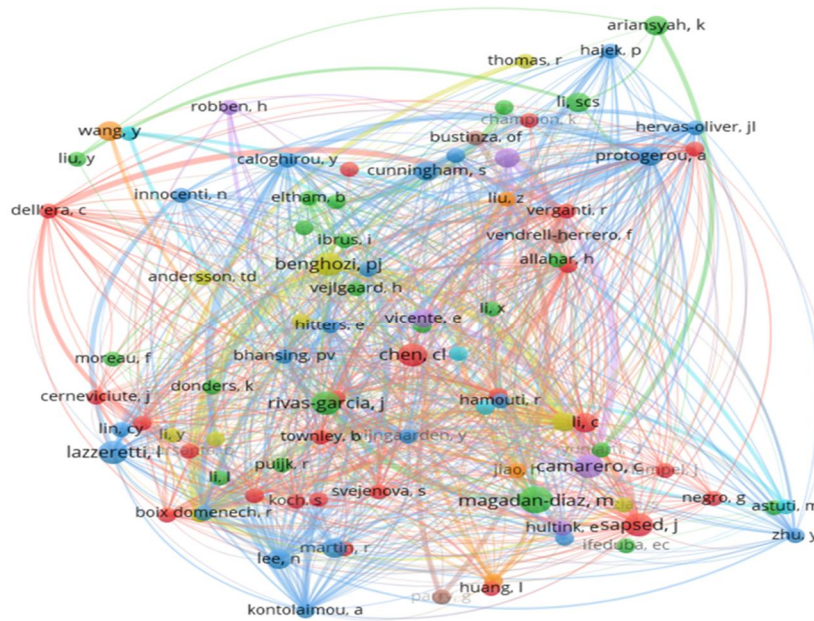 ariansyah, k
hajek, p
thomas, r
li, scs
robben, h
champion, k
wang, y
hervas-oliver, jl
bustinza, of
liu, y
caloghirou, y
protogerou, a
cunningham, s
innocenti, n
eltham, b
liu, z
dell'era, c
verganti, r
vendrell-herrero, f
ibrus, i
benghozi, pj
allahar, h
andersson, td
vejlgaard, h
li, x
vicente, e
hitters, e
chen, cl
bhansing, pv
moreau, f
donders, k
cerneviciute, j
rivas-garcia, j
hamouti, r
li, c
lin, cy
li, y
townley, b
lazzeretti, l
puijk, r
jiao, h
camarero, c
li, l
svejenova, s
koch, s
magadan-diaz, m
negro, g
astuti, m
boix domenech, r
hultink, e
sapsed, j
zhu, y
martin, r
ifeduba, ec
lee, n
huang, l
parry, g
kontolaimou, a